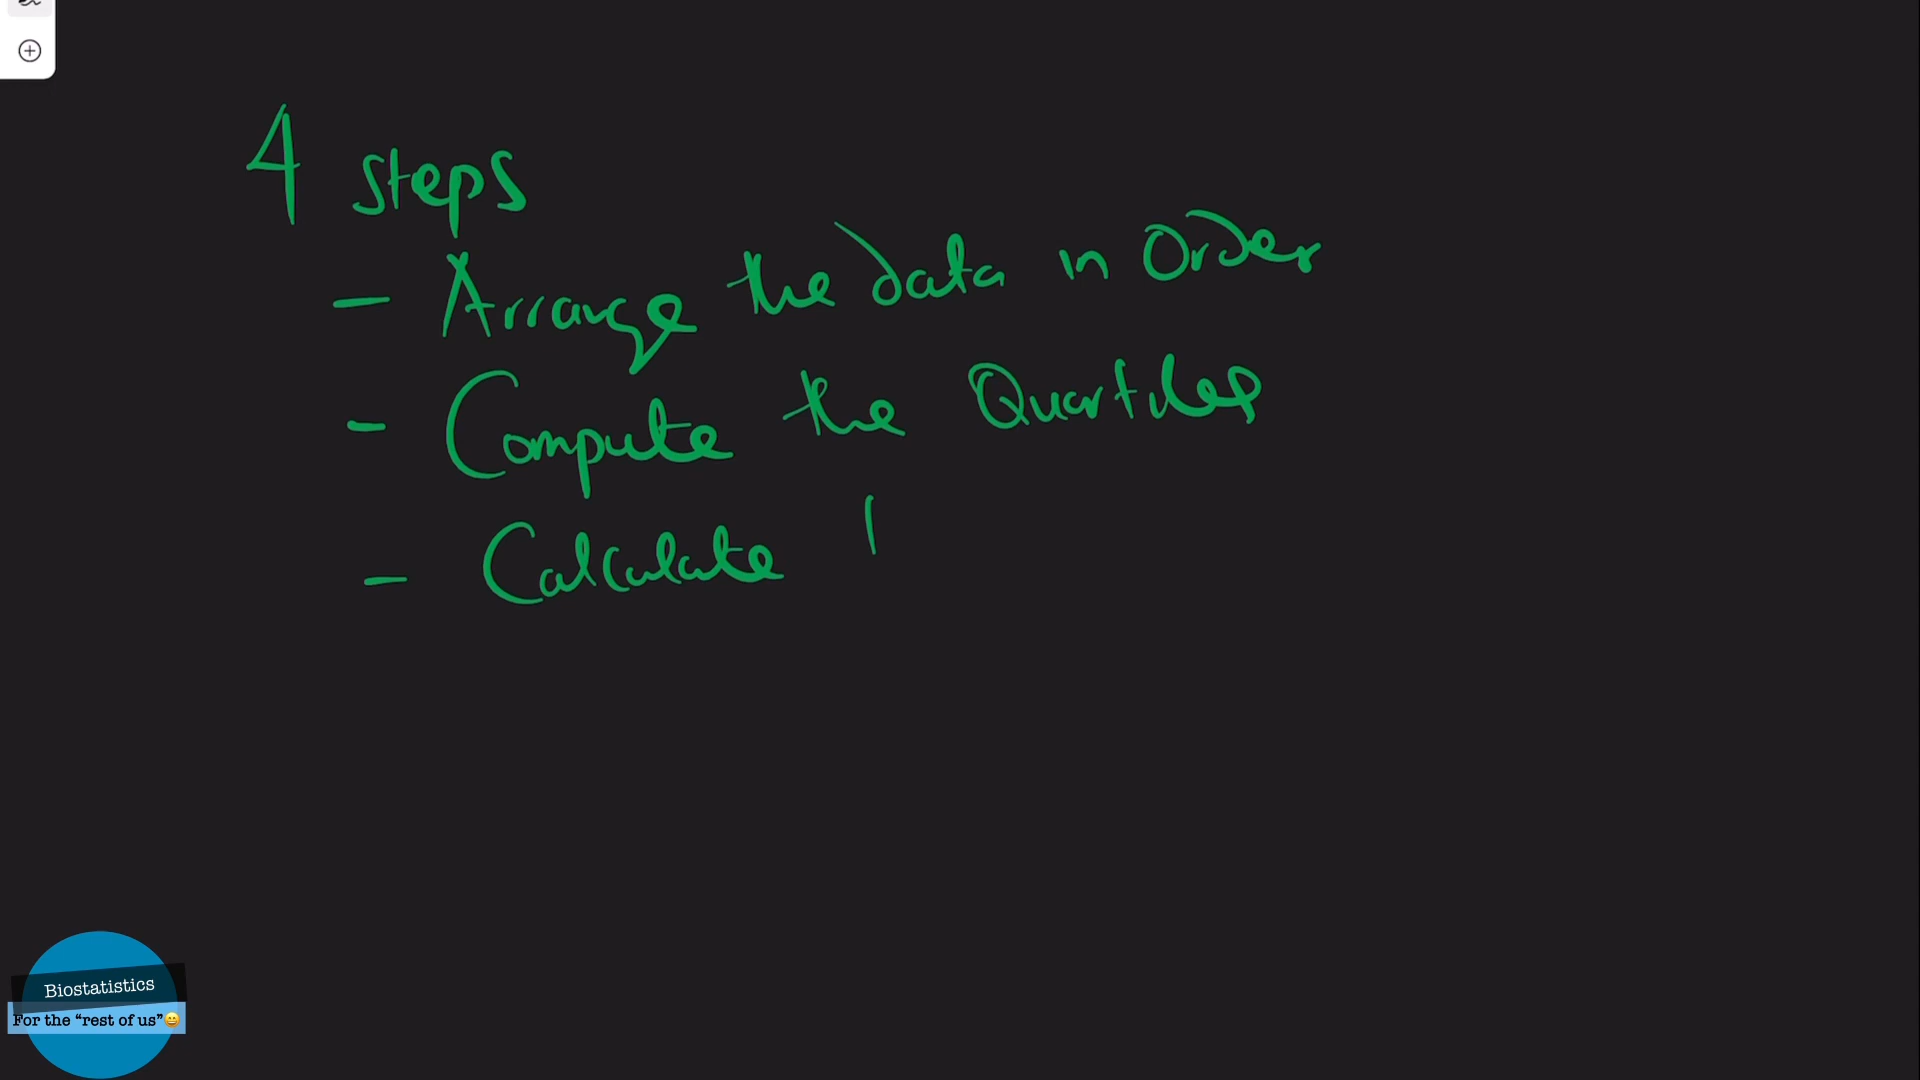 4 steps
- Arrange the data in Order
- Compute the Quartiles
- Calculate I
Biostatistics
For the “rest of us”😄